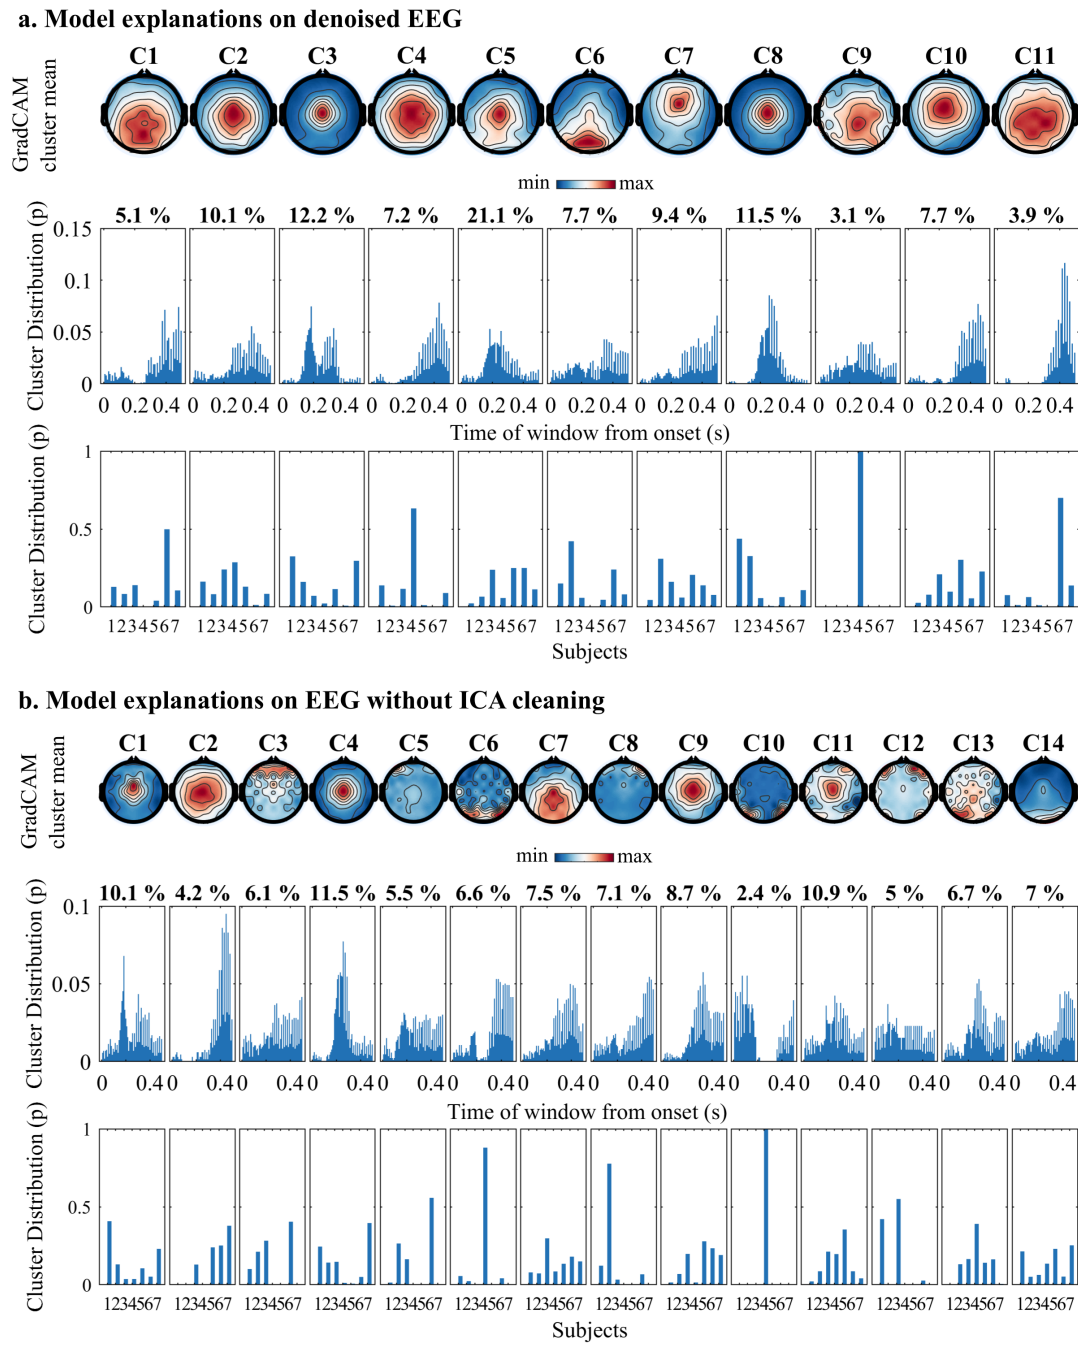 a. Model explanations on denoised EEG
C1 C2 C3 C4 C5 C6 C7 C8 C9 C10 C11
GradCAM
cluster mean
min max
5.1 % 10.1 % 12.2 % 7.2 % 21.1 % 7.7 % 9.4 % 11.5 % 3.1 % 7.7 % 3.9 %
Cluster Distribution (p)
0.15
0.1
0.05
0
0 0.2 0.4 0 0.2 0.4 0 0.2 0.4 0 0.2 0.4 0 0.2 0.4 0 0.2 0.4 0 0.2 0.4 0 0.2 0.4 0 0.2 0.4 0 0.2 0.4 0 0.2 0.4
Time of window from onset (s)
Cluster Distribution (p)
1
0.5
0
1234567 1234567 1234567 1234567 1234567 1234567 1234567 1234567 1234567 1234567 1234567
Subjects
b. Model explanations on EEG without ICA cleaning
C1 C2 C3 C4 C5 C6 C7 C8 C9 C10 C11 C12 C13 C14
GradCAM
cluster mean
min max
10.1 % 4.2 % 6.1 % 11.5 % 5.5 % 6.6 % 7.5 % 7.1 % 8.7 % 2.4 % 10.9 % 5 % 6.7 % 7 %
Cluster Distribution (p)
0.1
0.05
0
0 0.4 0 0.4 0 0.4 0 0.4 0 0.4 0 0.4 0 0.4 0 0.4 0 0.4 0 0.4 0 0.4 0 0.4 0 0.4 0 0.4
Time of window from onset (s)
Cluster Distribution (p)
1
0.5
0
1234567 1234567 1234567 1234567 1234567 1234567 1234567 1234567 1234567 1234567 1234567 1234567 1234567 1234567
Subjects